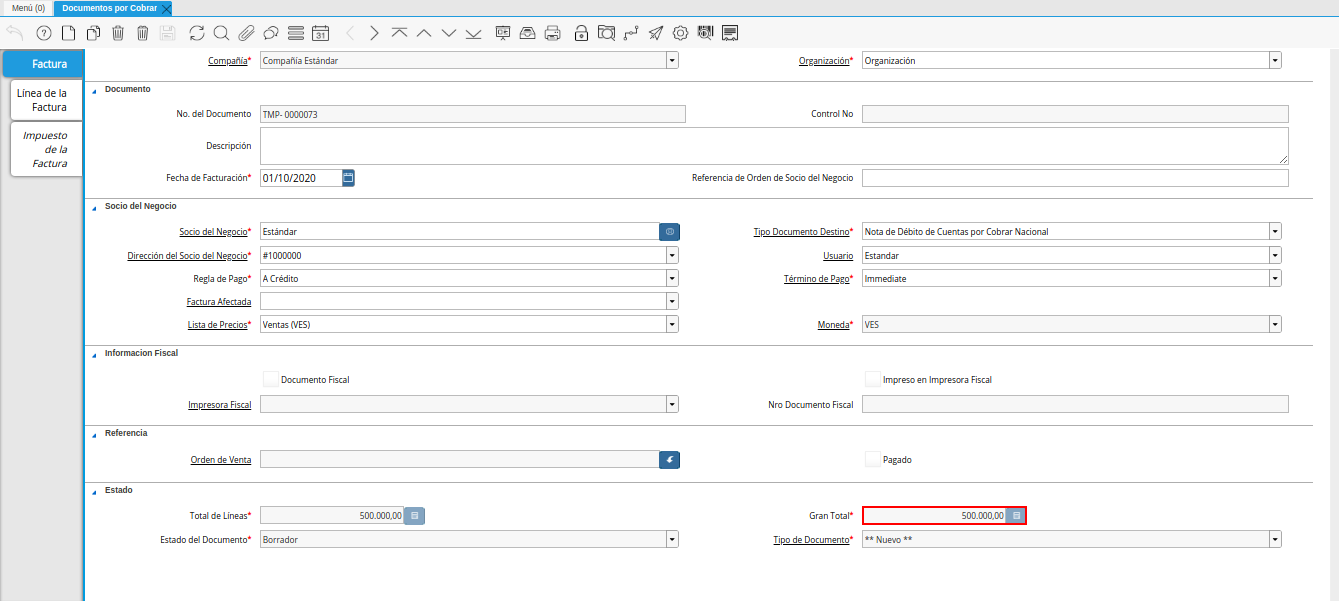 Menú (0) Documentos por Cobrar
31
Factura
Línea de la
Factura
Impuesto
de la
Factura
Compañía* Compañía Estándar Organización* Organización
Documento
No. del Documento TMP- 0000073 Control No
Descripción
Fecha de Facturación* 01/10/2020 Referencia de Orden de Socio del Negocio
Socio del Negocio
Socio del Negocio* Estándar Tipo Documento Destino* Nota de Débito de Cuentas por Cobrar Nacional
Dirección del Socio del Negocio* #1000000 Usuario Estandar
Regla de Pago* A Crédito Término de Pago* Immediate
Factura Afectada
Lista de Precios* Ventas (VES) Moneda* VES
Informacion Fiscal
Documento Fiscal Impreso en Impresora Fiscal
Impresora Fiscal Nro Documento Fiscal
Referencia
Orden de Venta Pagado
Estado
Total de Líneas* 500.000,00 Gran Total* 500.000,00
Estado del Documento* Borrador Tipo de Documento* ** Nuevo **